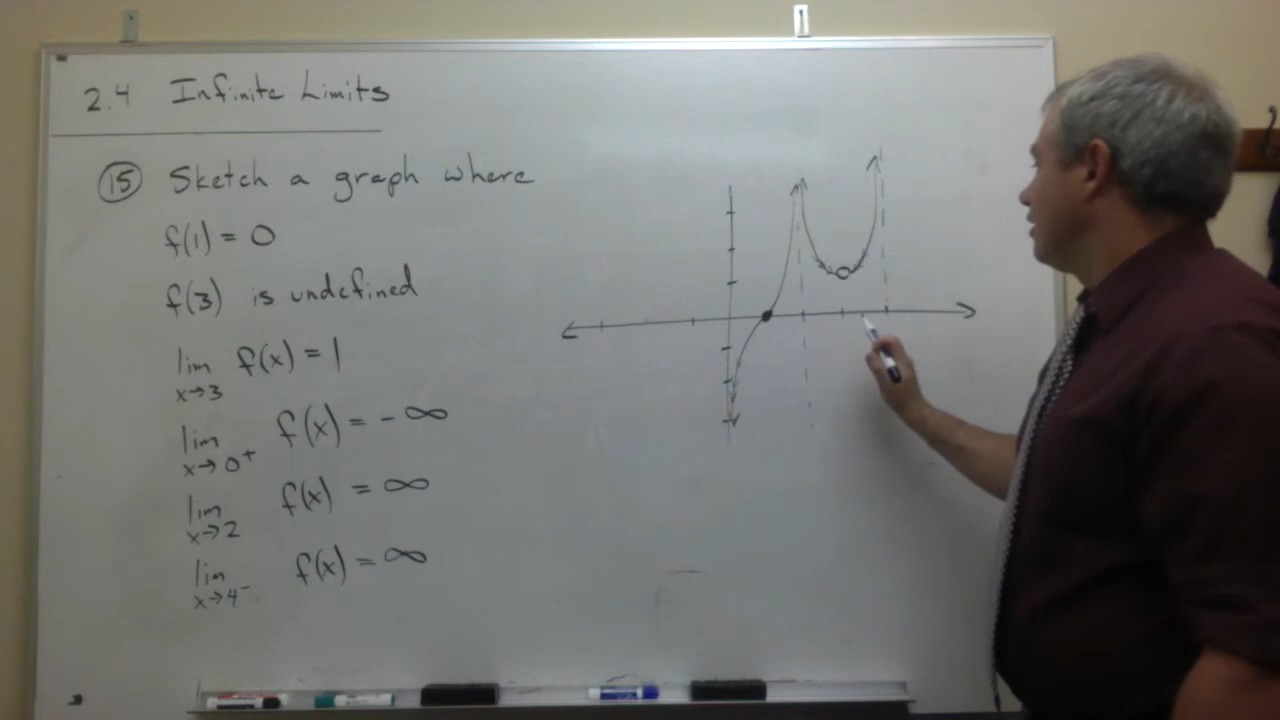 2.4 Infinite Limits
15 Sketch a graph where
f(1) = 0
f(3) is undefined
lim x→3 f(x) = 1
lim x→0⁺ f(x) = -∞
lim x→2 f(x) = ∞
lim x→4⁻ f(x) = ∞